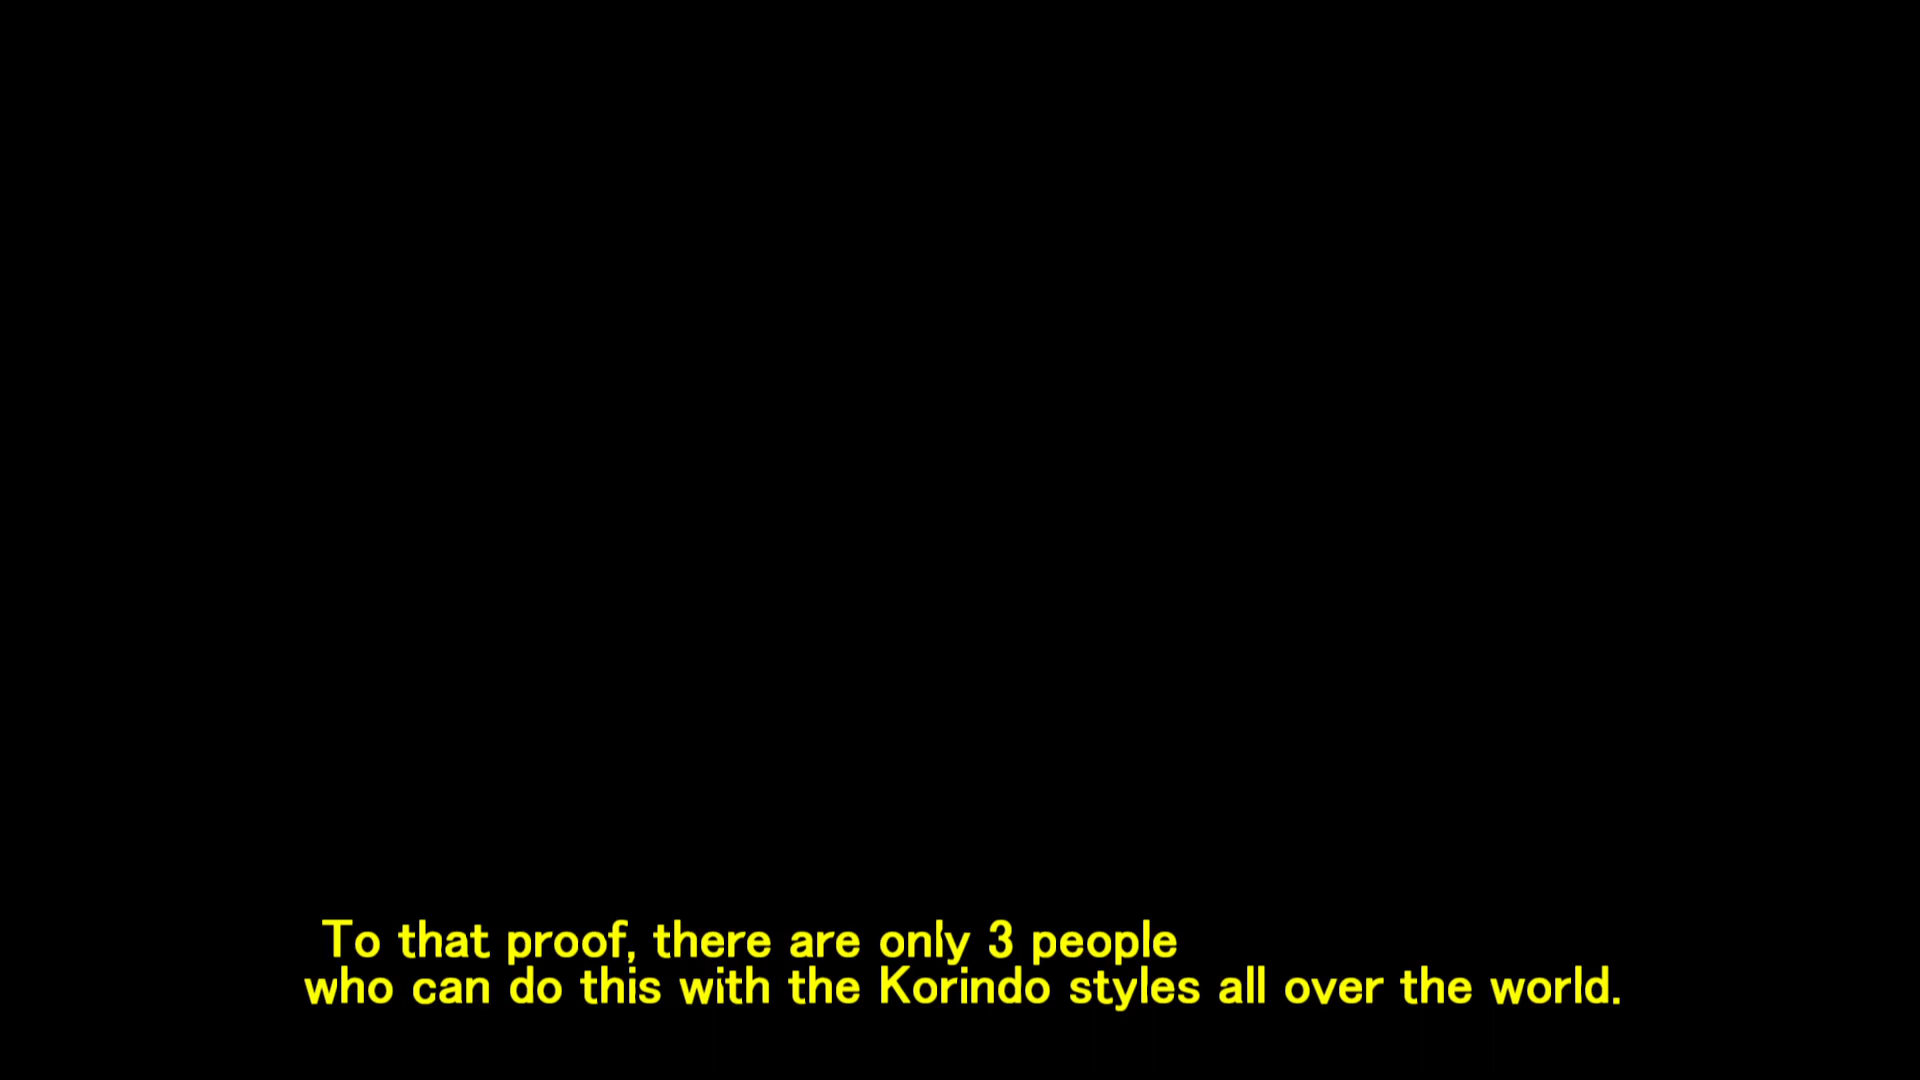 To that proof, there are only 3 people
who can do this with the Korindo styles all over the world.